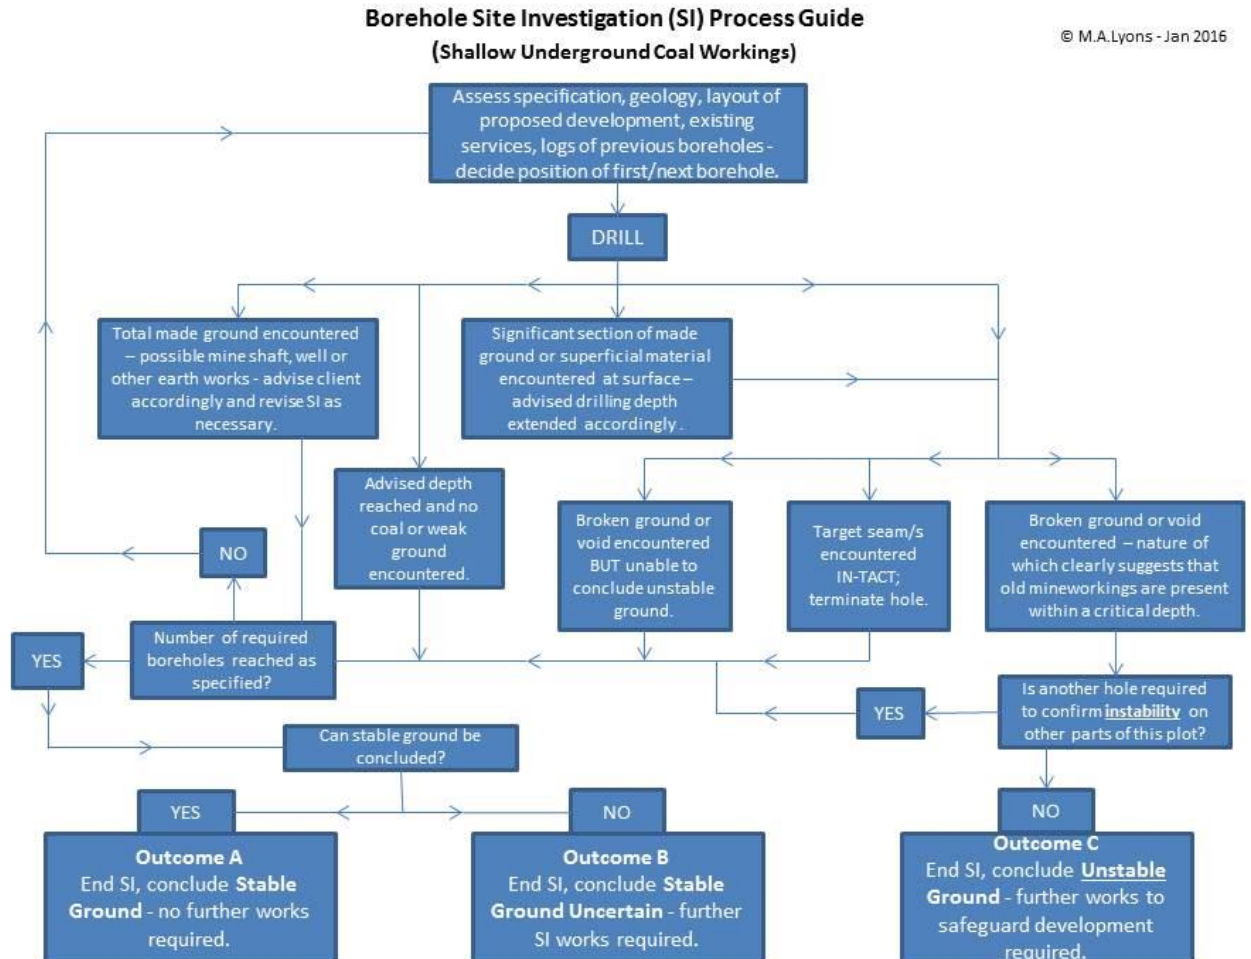 Borehole Site Investigation (SI) Process Guide
(Shallow Underground Coal Workings)
© M.A.Lyons - Jan 2016
Assess specification, geology, layout of
proposed development, existing
services, logs of previous boreholes -
decide position of first/next borehole.
DRILL
Total made ground encountered
– possible mine shaft, well or
other earth works - advise client
accordingly and revise SI as
necessary.
Significant section of made
ground or superficial material
encountered at surface –
advised drilling depth
extended accordingly .
Advised depth
reached and no
coal or weak
ground
encountered.
Broken ground or
void encountered
BUT unable to
conclude unstable
ground.
Target seam/s
encountered
IN-TACT;
terminate hole.
Broken ground or void
encountered – nature of
which clearly suggests that
old mineworkings are present
within a critical depth.
NO
Number of required
boreholes reached as
specified?
YES
Is another hole required
to confirm instability on
other parts of this plot?
YES
Can stable ground be
concluded?
YES
NO
NO
Outcome A
End SI, conclude Stable
Ground - no further works
required.
Outcome B
End SI, conclude Stable
Ground Uncertain - further
SI works required.
Outcome C
End SI, conclude Unstable
Ground - further works to
safeguard development
required.